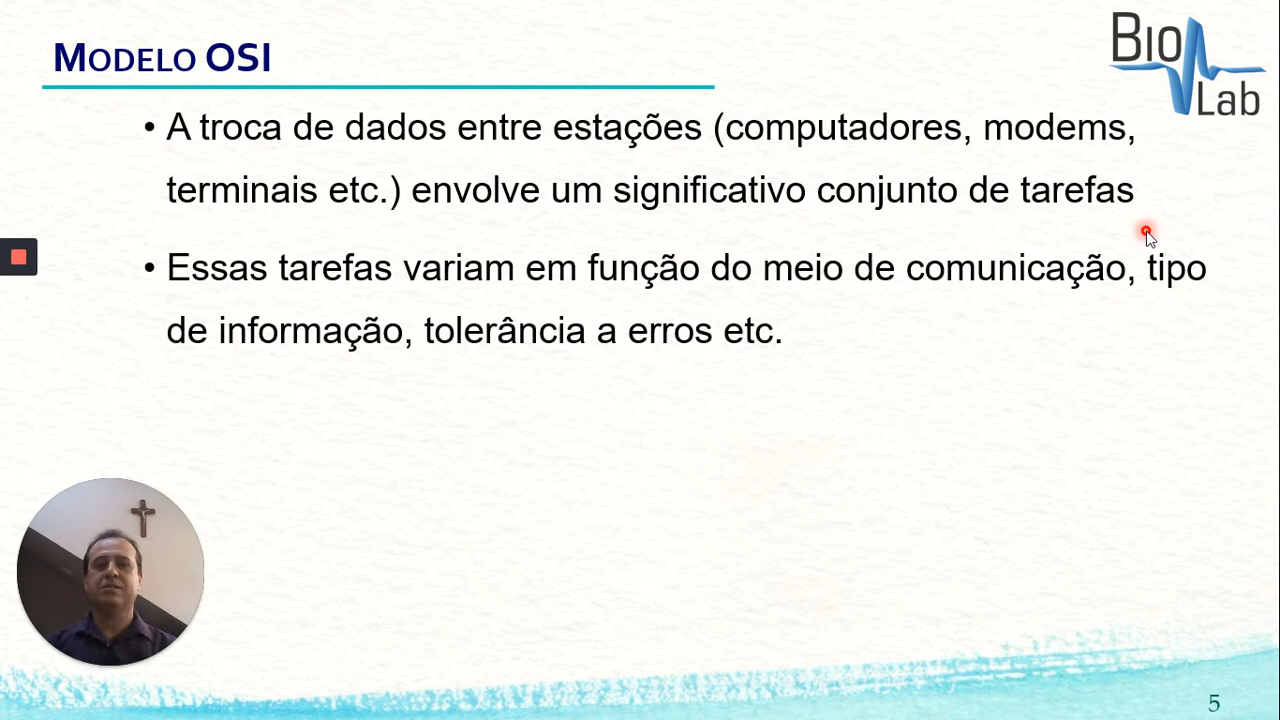 MODELO OSI
BIO Lab
• A troca de dados entre estações (computadores, modems,
terminais etc.) envolve um significativo conjunto de tarefas
• Essas tarefas variam em função do meio de comunicação, tipo
de informação, tolerância a erros etc.
5